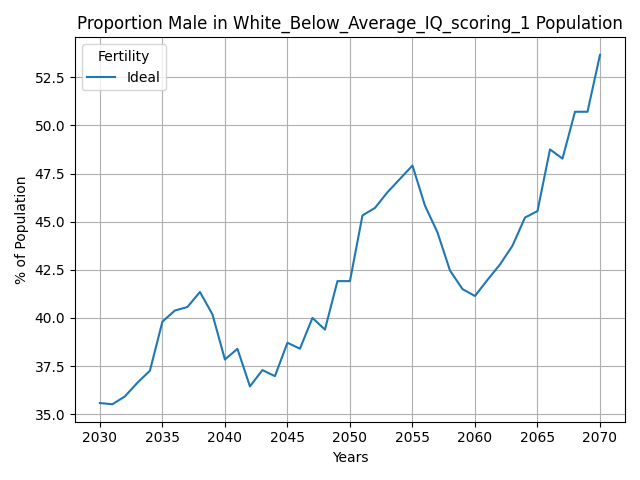 Proportion Male in White_Below_Average_IQ_scoring_1 Population
Fertility
Ideal
% of Population
52.5
50.0
47.5
45.0
42.5
40.0
37.5
35.0
2030 2035 2040 2045 2050 2055 2060 2065 2070
Years